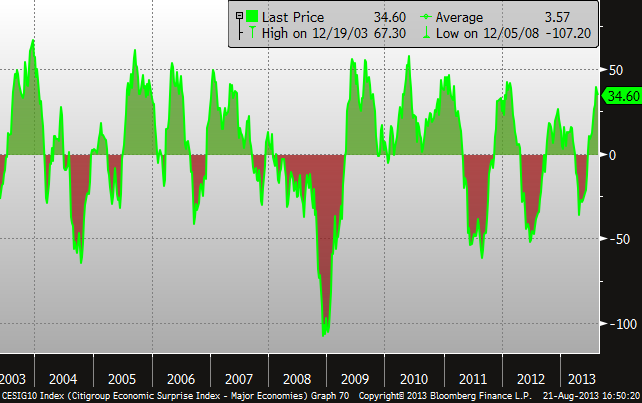 Last Price 34.60 Average 3.57
High on 12/19/03 67.30 Low on 12/05/08 -107.20
50
34.60
0
-50
-100
2003 2004 2005 2006 2007 2008 2009 2010 2011 2012 2013
CESIG10 Index (Citigroup Economic Surprise Index - Major Economies) Graph 70 Copyright© 2013 Bloomberg Finance L.P. 21-Aug-2013 16:50:20